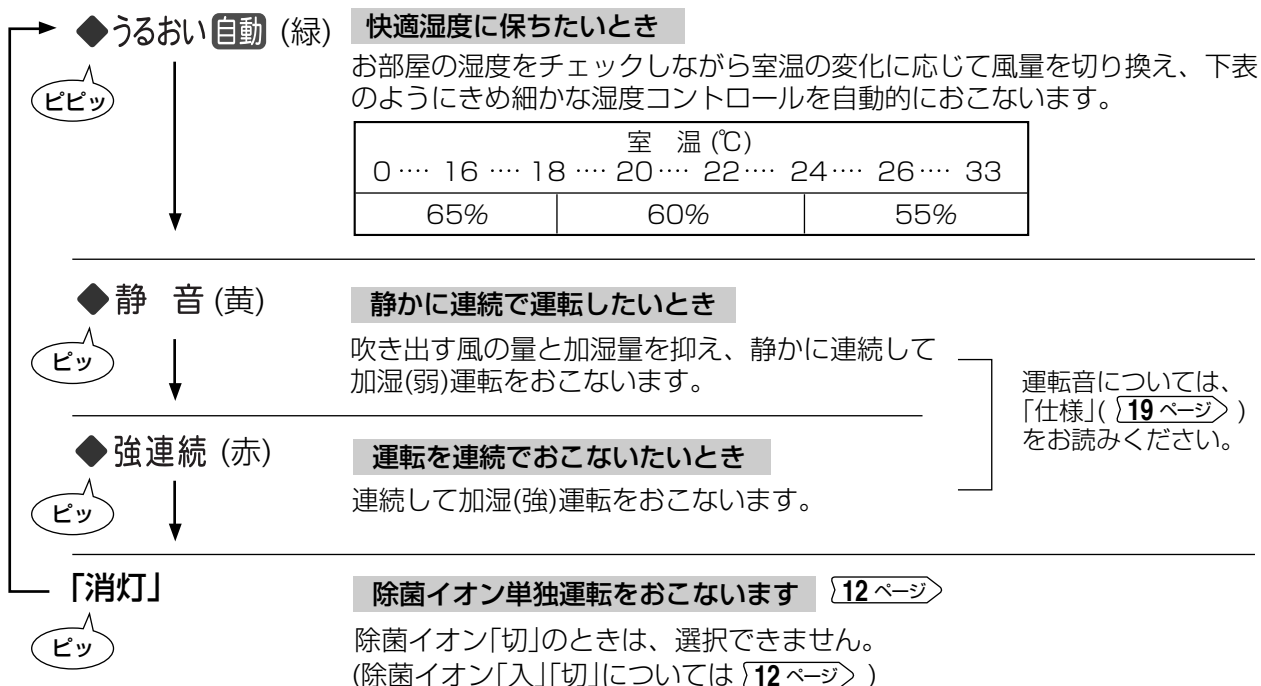 ◆うるおい自動 (緑)
ピピッ
快適湿度に保ちたいとき
お部屋の湿度をチェックしながら室温の変化に応じて風量を切り換え、下表
のようにきめ細かな湿度コントロールを自動的におこないます。
室 温 (℃)
0 ···· 16 ···· 18 ···· 20 ···· 22 ···· 24 ···· 26 ···· 33
65% 60% 55%
◆静 音 (黄)
ピッ
静かに連続で運転したいとき
吹き出す風の量と加湿量を抑え、静かに連続して
加湿(弱)運転をおこないます。
◆強連続 (赤)
ピッ
運転を連続でおこないたいとき
連続して加湿(強)運転をおこないます。
運転音については、
「仕様」( 19 ページ )
をお読みください。
「消灯」
ピッ
除菌イオン単独運転をおこないます 12 ページ
除菌イオン「切」のときは、選択できません。
(除菌イオン「入」「切」については 12 ページ )